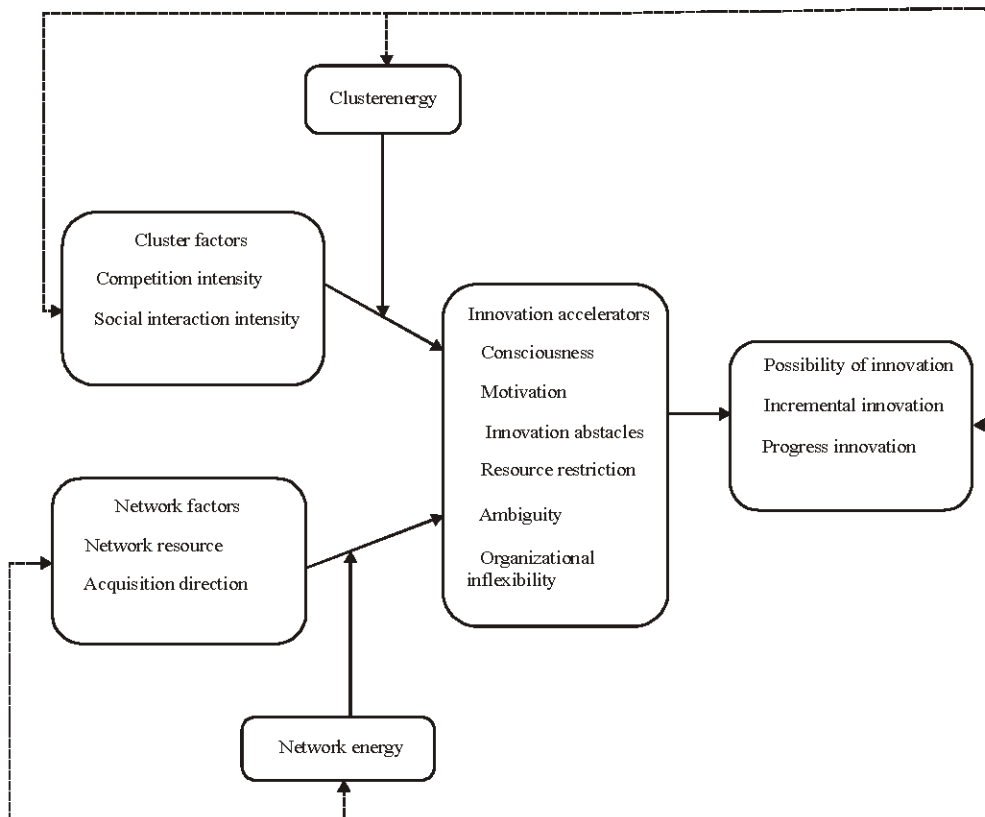 Clusterenergy
Cluster factors
Competition intensity
Social interaction intensity
Innovation accelerators
Consciousness
Motivation
Innovation abstacles
Resource restriction
Ambiguity
Organizational
inflexibility
Possibility of innovation
Incremental innovation
Progress innovation
Network factors
Network resource
Acquisition direction
Network energy